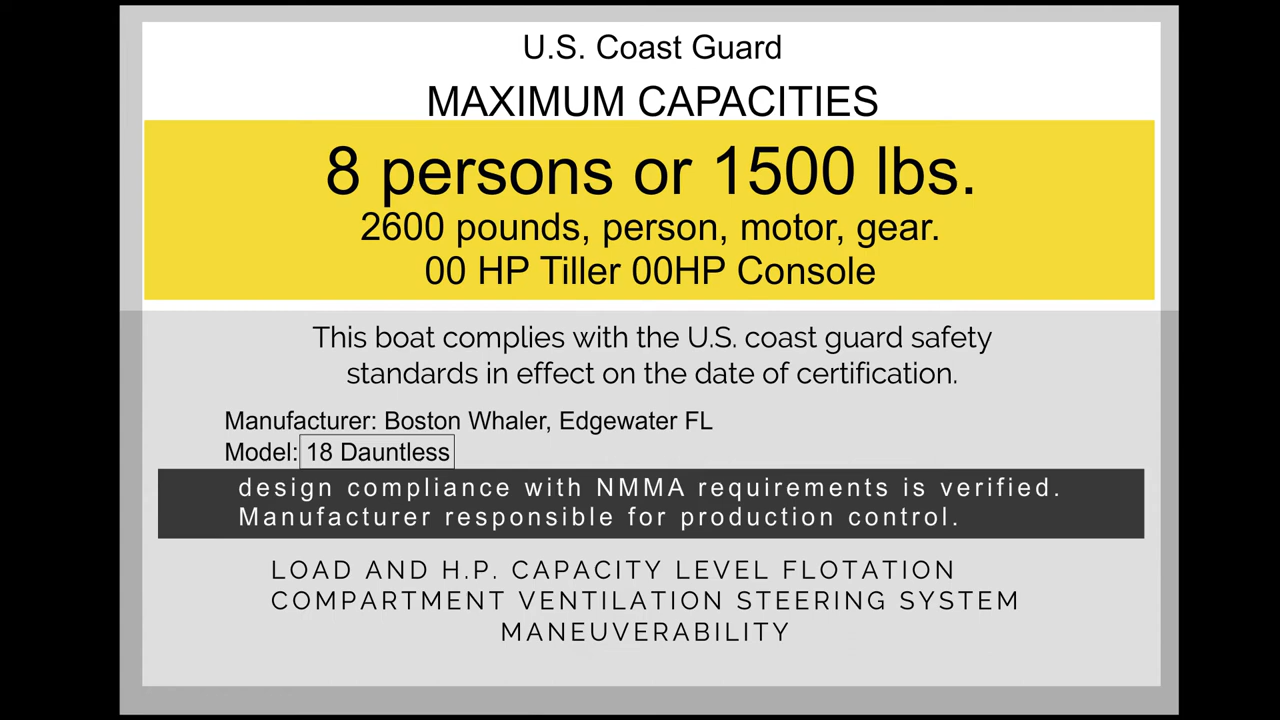 U.S. Coast Guard
MAXIMUM CAPACITIES
8 persons or 1500 lbs.
2600 pounds, person, motor, gear.
00 HP Tiller 00HP Console
This boat complies with the U.S. coast guard safety
standards in effect on the date of certification.
Manufacturer: Boston Whaler, Edgewater FL
Model: 18 Dauntless
design compliance with NMMA requirements is verified.
Manufacturer responsible for production control.
LOAD AND H.P. CAPACITY LEVEL FLOTATION
COMPARTMENT VENTILATION STEERING SYSTEM
MANEUVERABILITY